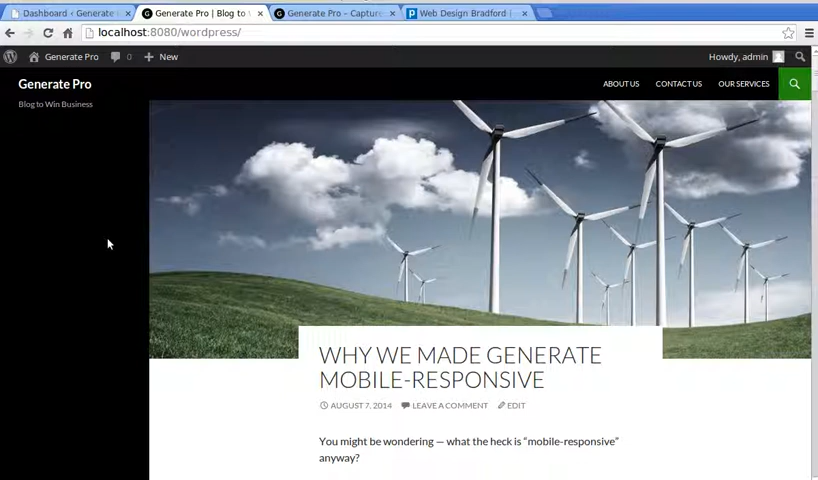 Dashboard ‹ Generate
Generate Pro | Blog to
Generate Pro – Capture
Web Design Bradford |
localhost:8080/wordpress/
Generate Pro
0
New
Howdy, admin
Generate Pro
ABOUT US
CONTACT US
OUR SERVICES
Blog to Win Business
WHY WE MADE GENERATE
MOBILE-RESPONSIVE
AUGUST 7, 2014
LEAVE A COMMENT
EDIT
You might be wondering — what the heck is “mobile-responsive”
anyway?